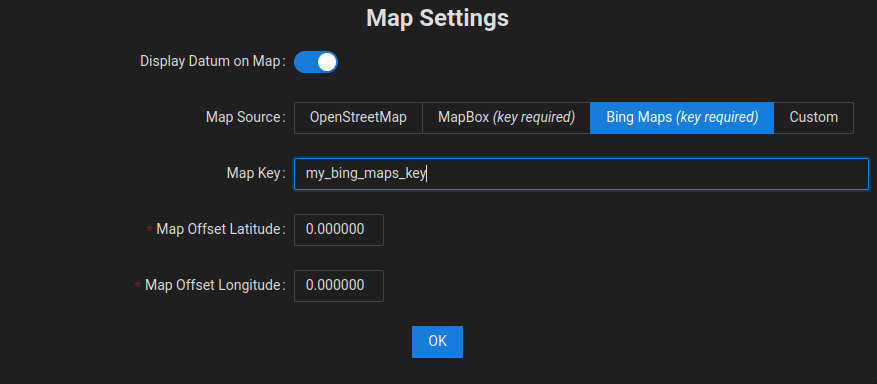 Map Settings
Display Datum on Map:
Map Source: OpenStreetMap MapBox (key required) Bing Maps (key required) Custom
Map Key: my_bing_maps_key
* Map Offset Latitude: 0.000000
* Map Offset Longitude: 0.000000
OK